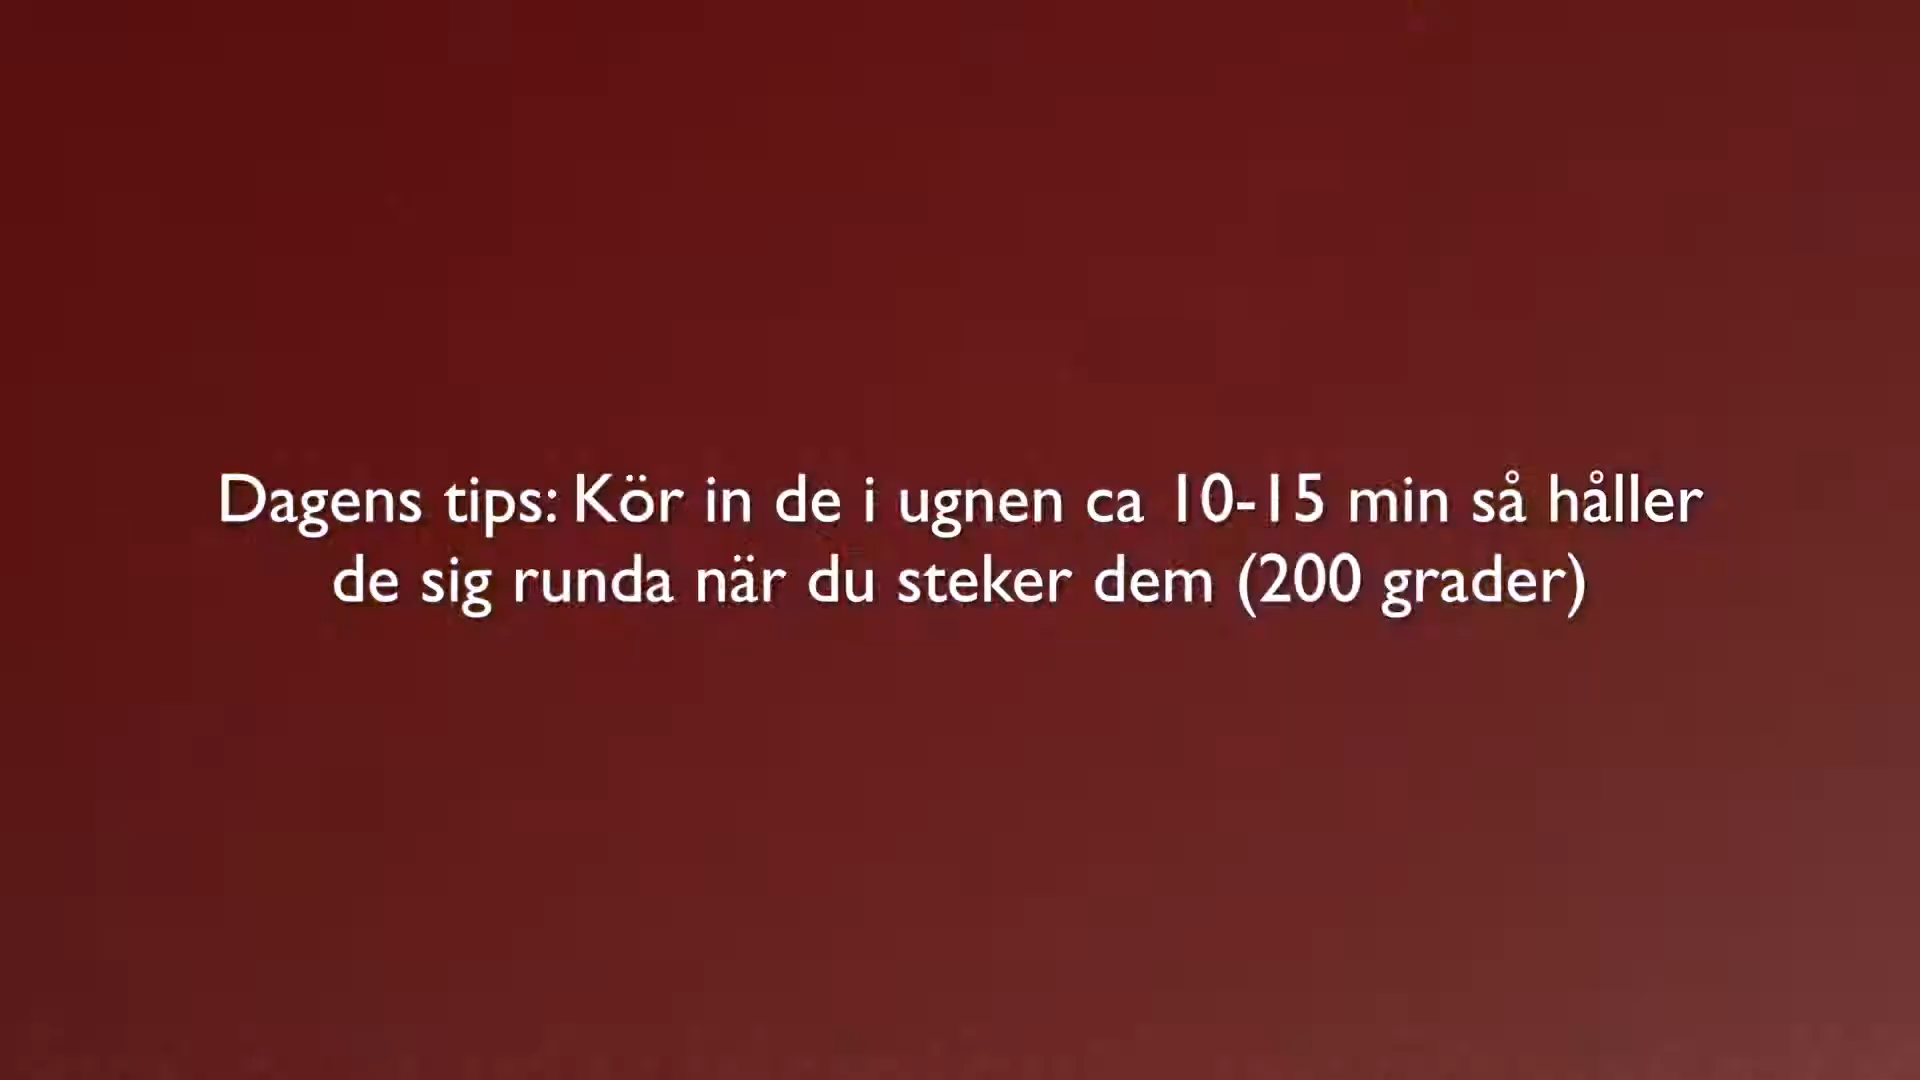 Dagens tips: Kör in de i ugnen ca 10-15 min så håller
de sig runda när du steker dem (200 grader)